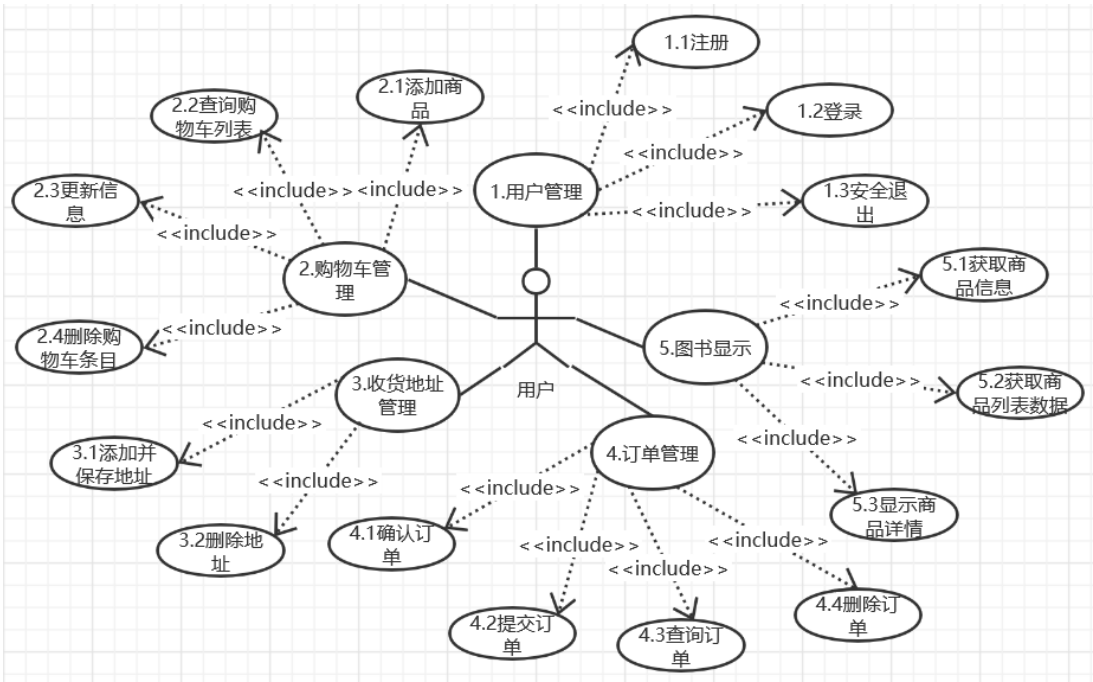 1.1注册
<<include>>
1.2登录
<<include>>
1.3安全退
出
<<include>>
1.用户管理
2.1添加商
品
<<include>>
2.2查询购
物车列表
<<include>>
2.3更新信
息
<<include>>
2.购物车管
理
2.4删除购
物车条目
<<include>>
用户
3.收货地址
管理
<<include>>
3.1添加并
保存地址
<<include>>
3.2删除地
址
4.订单管理
<<include>>
4.1确认订
单
<<include>>
4.2提交订
单
<<include>>
4.3查询订
单
<<include>>
4.4删除订
单
5.图书显示
<<include>>
5.1获取商
品信息
<<include>>
5.2获取商
品列表数据
<<include>>
5.3显示商
品详情